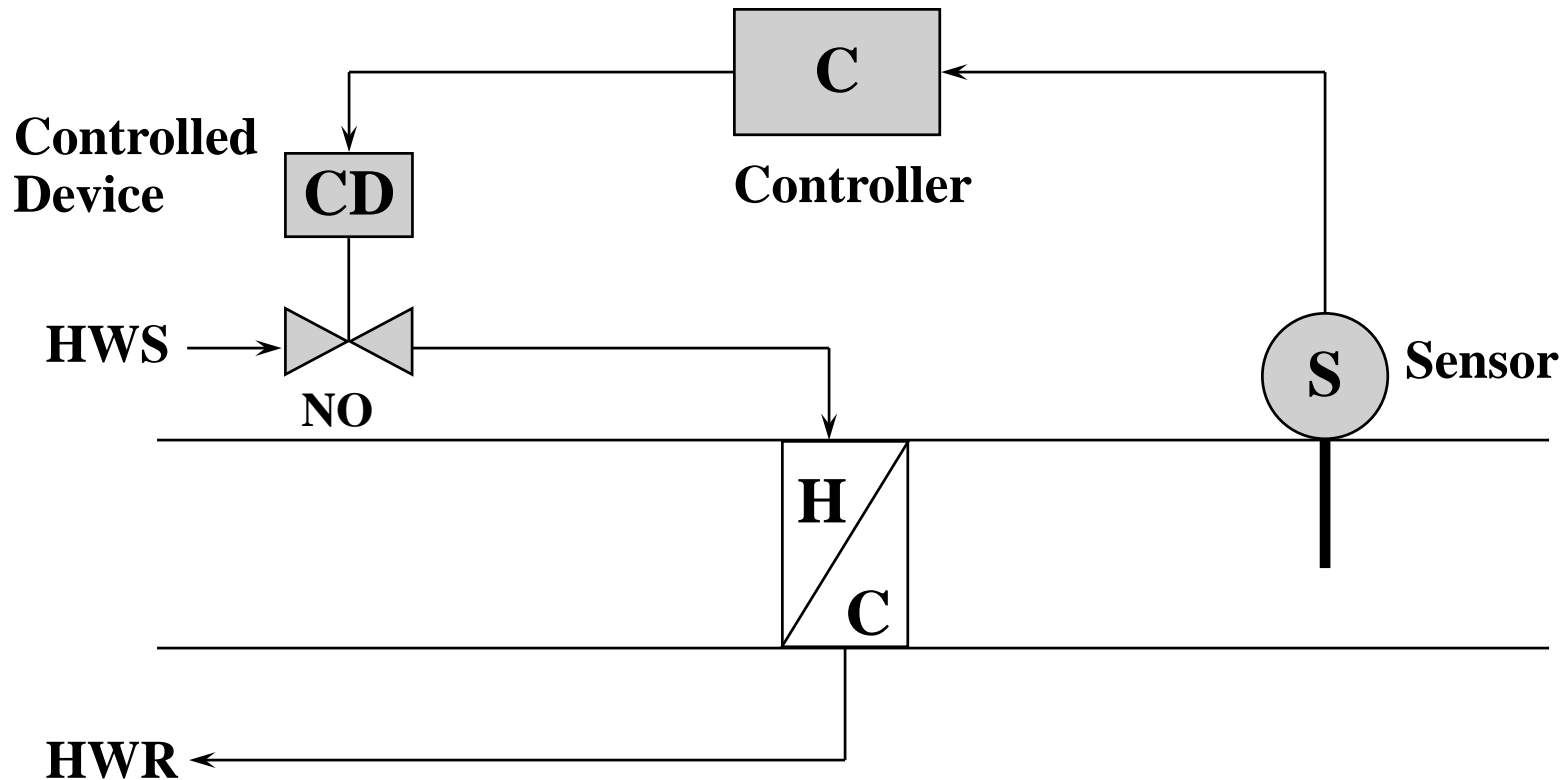 C
Controlled
Device
CD
Controller
HWS
NO
S
Sensor
H
C
HWR